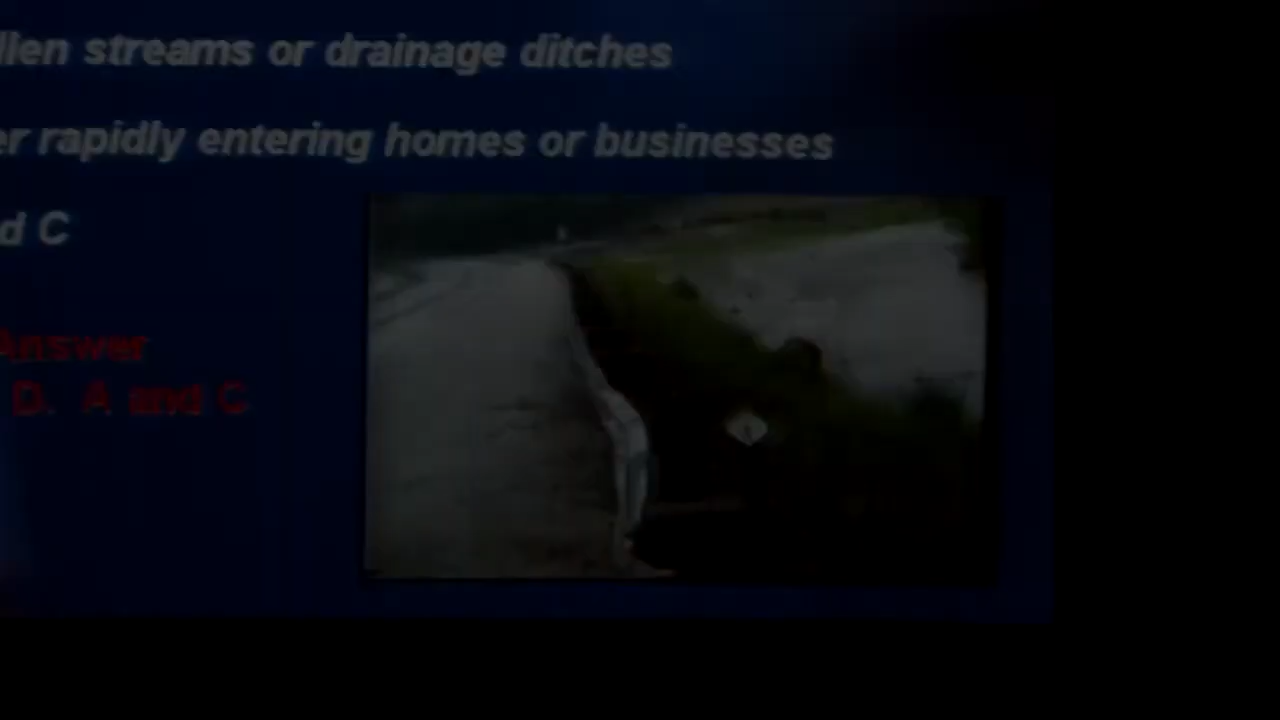 llen streams or drainage ditches
er rapidly entering homes or businesses
d C
Answer
D. A and C